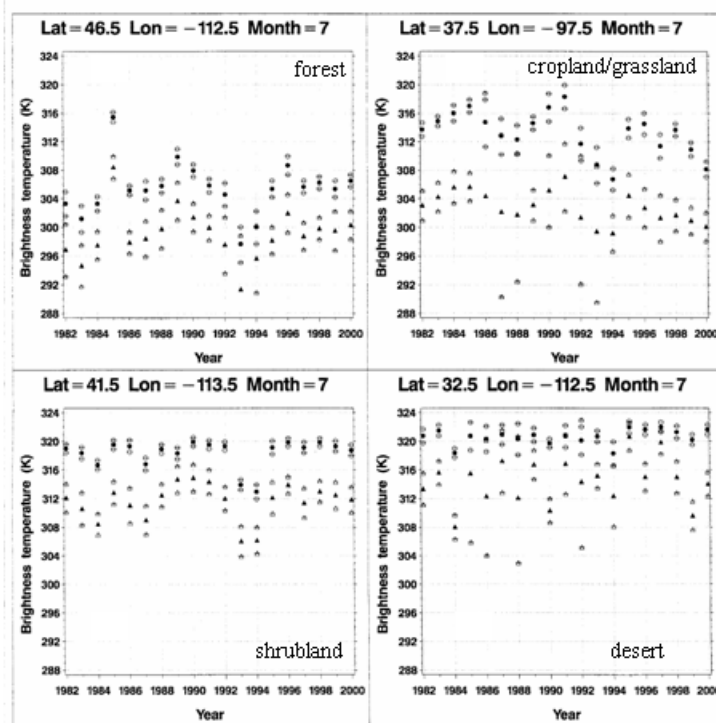 Lat=46.5 Lon=-112.5 Month=7
forest
Brightness temperature (K)
324
320
316
312
308
304
300
296
292
288
1982 1984 1986 1988 1990 1992 1994 1996 1998 2000
Year
Lat=37.5 Lon=-97.5 Month=7
cropland/grassland
Brightness temperature (K)
324
320
316
312
308
304
300
296
292
288
1982 1984 1986 1988 1990 1992 1994 1996 1998 2000
Year
Lat=41.5 Lon=-113.5 Month=7
Brightness temperature (K)
324
320
316
312
308
304
300
296
292
288
shrubland
1982 1984 1986 1988 1990 1992 1994 1996 1998 2000
Year
Lat=32.5 Lon=-112.5 Month=7
Brightness temperature (K)
324
320
316
312
308
304
300
296
292
288
desert
1982 1984 1986 1988 1990 1992 1994 1996 1998 2000
Year